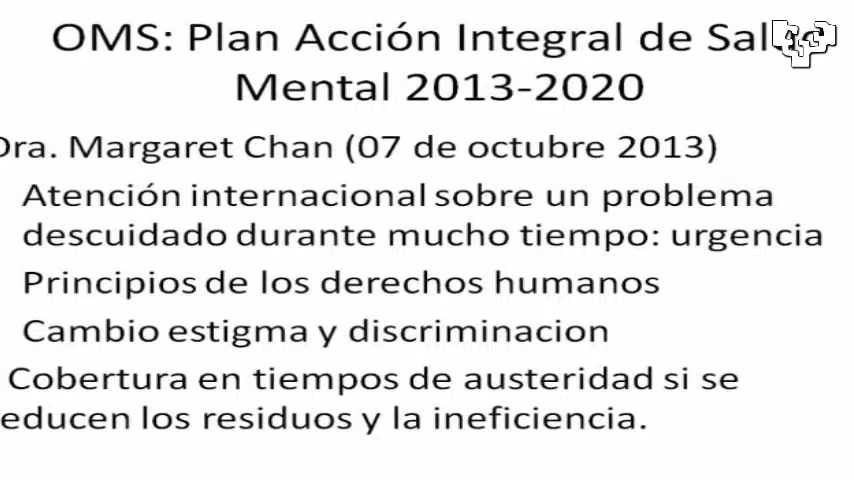 OMS: Plan Acción Integral de Salud
Mental 2013-2020
Dra. Margaret Chan (07 de octubre 2013)
Atención internacional sobre un problema
descuidado durante mucho tiempo: urgencia
Principios de los derechos humanos
Cambio estigma y discriminacion
Cobertura en tiempos de austeridad si se
educen los residuos y la ineficiencia.